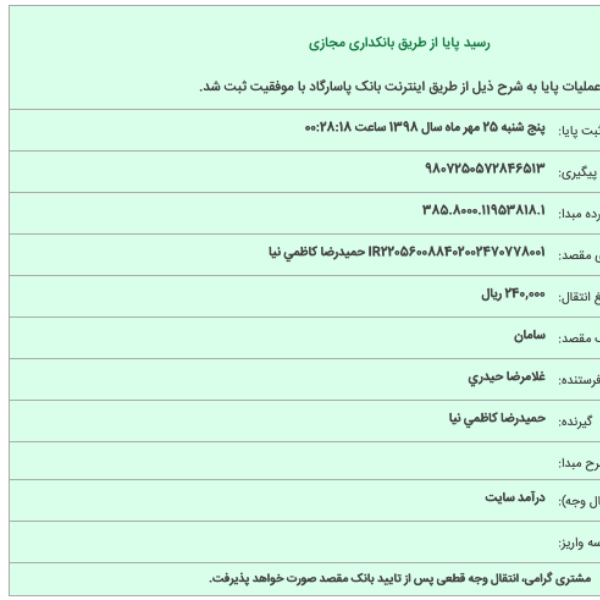 رسید پایا از طریق بانکداری مجازی
عملیات پایا به شرح ذیل از طریق اینترنت بانک پاسارگاد با موفقیت ثبت شد.
ثبت پایا: پنج شنبه ۲۵ مهر ماه سال ۱۳۹۸ ساعت ۰۰:۲۸:۱۸
پیگیری: ۹۸۰۷۲۵۰۵۷۲۸۴۶۵۱۳
مبدا: ۳۸۵.۸۰۰۰.۱۱۹۵۳۸۱۸.۱
مقصد: IR۲۲۰۵۶۰۰۸۸۴۰۲۰۰۲۴۷۰۷۷۸۰۰۱ حمیدرضا کاظمي نیا
انتقال: ۲۴۰,۰۰۰ ریال
مقصد: سامان
فرستنده: غلامرضا حیدري
گیرنده: حمیدرضا کاظمي نیا
مبدا:
وجه): درآمد سایت
واریز:
مشتری گرامی، انتقال وجه قطعی پس از تایید بانک مقصد صورت خواهد پذیرفت.